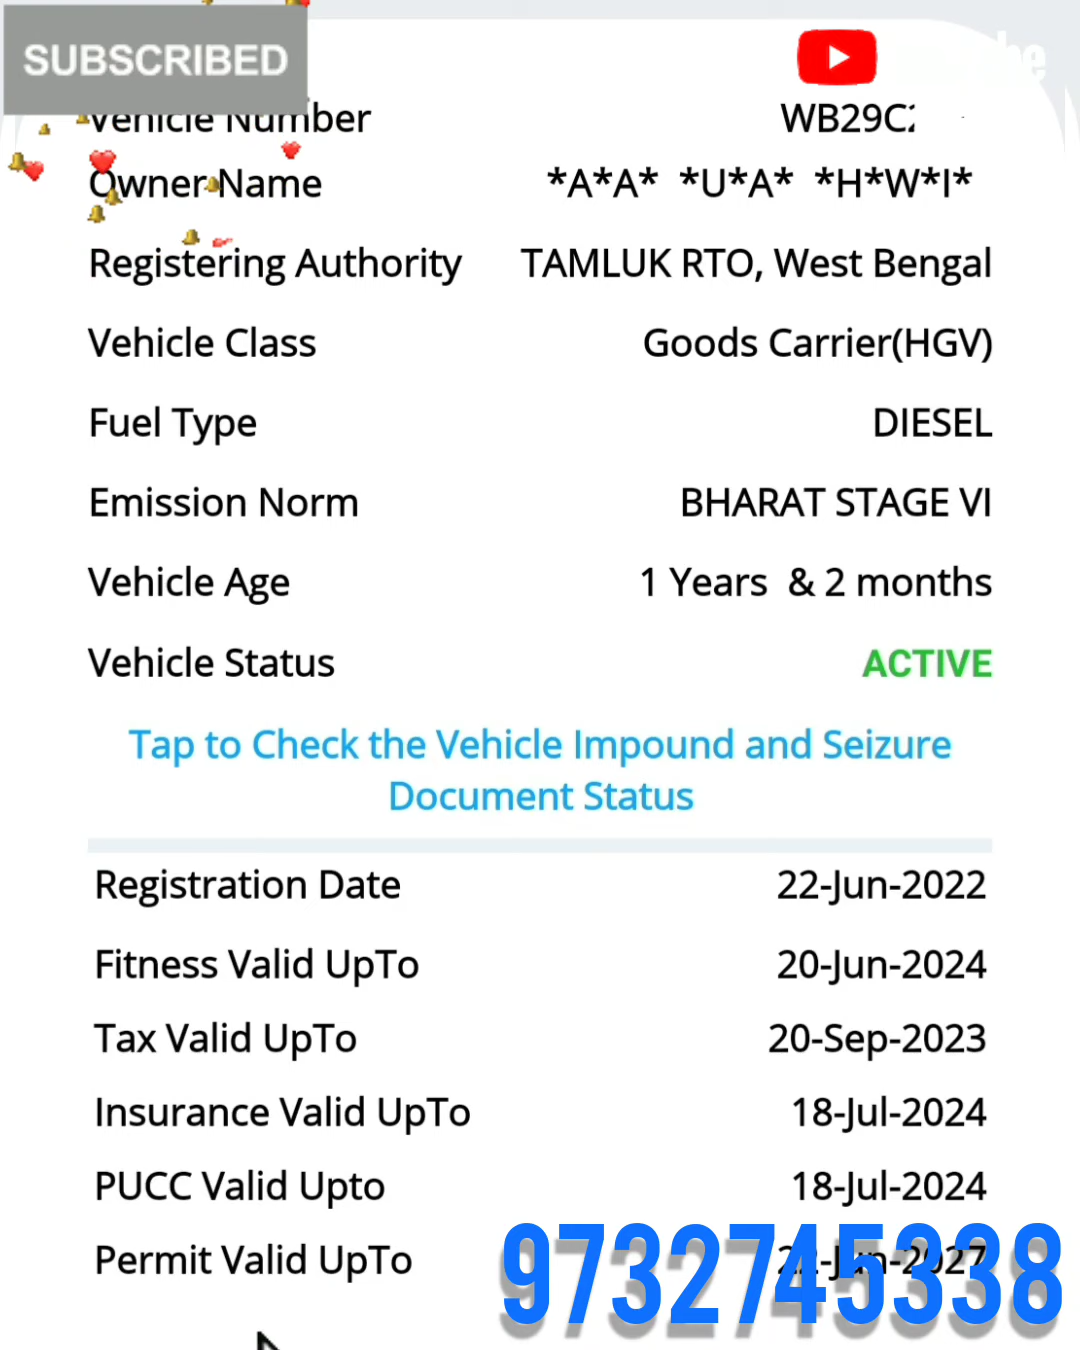 SUBSCRIBED
Vehicle Number WB29C
Owner Name *A*A* *U*A* *H*W*I*
Registering Authority TAMLUK RTO, West Bengal
Vehicle Class Goods Carrier(HGV)
Fuel Type DIESEL
Emission Norm BHARAT STAGE VI
Vehicle Age 1 Years & 2 months
Vehicle Status ACTIVE
Tap to Check the Vehicle Impound and Seizure
Document Status
Registration Date 22-Jun-2022
Fitness Valid UpTo 20-Jun-2024
Tax Valid UpTo 20-Sep-2023
Insurance Valid UpTo 18-Jul-2024
PUCC Valid Upto 18-Jul-2024
Permit Valid UpTo 22-Jun-2027
9732745338